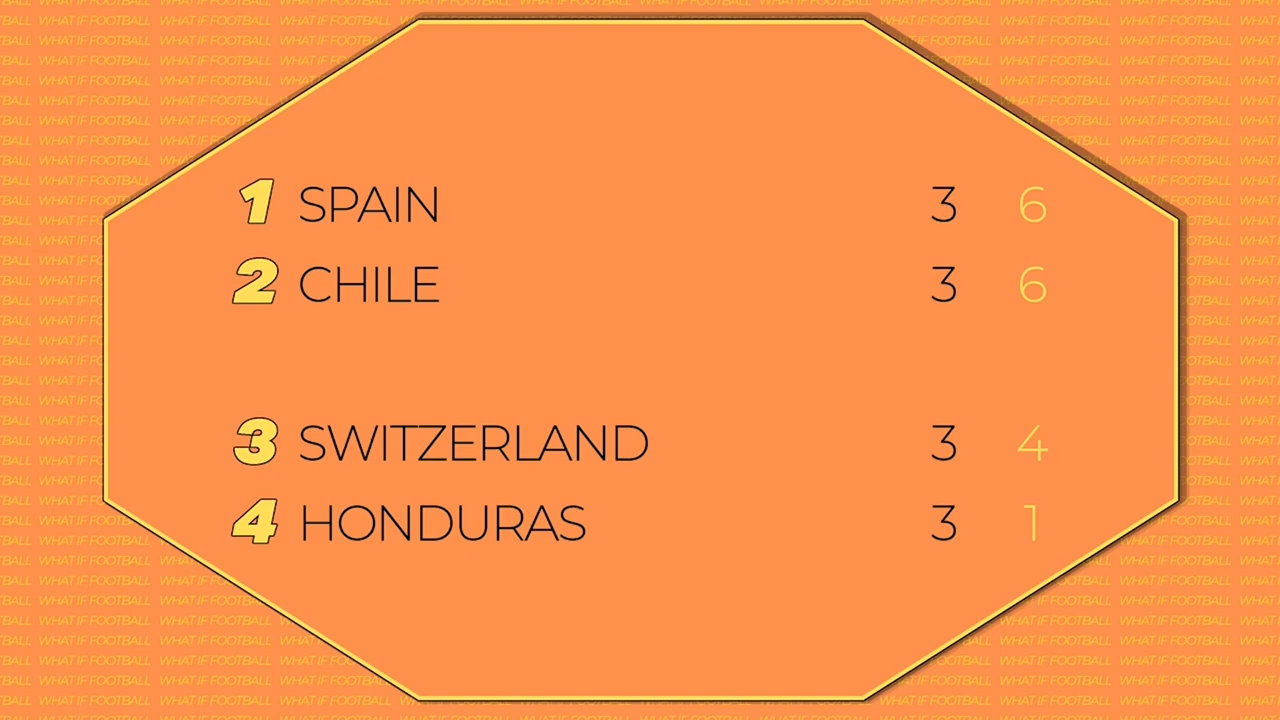 1 SPAIN 3 6
2 CHILE 3 6
3 SWITZERLAND 3 4
4 HONDURAS 3 1
WHAT IF FOOTBALL